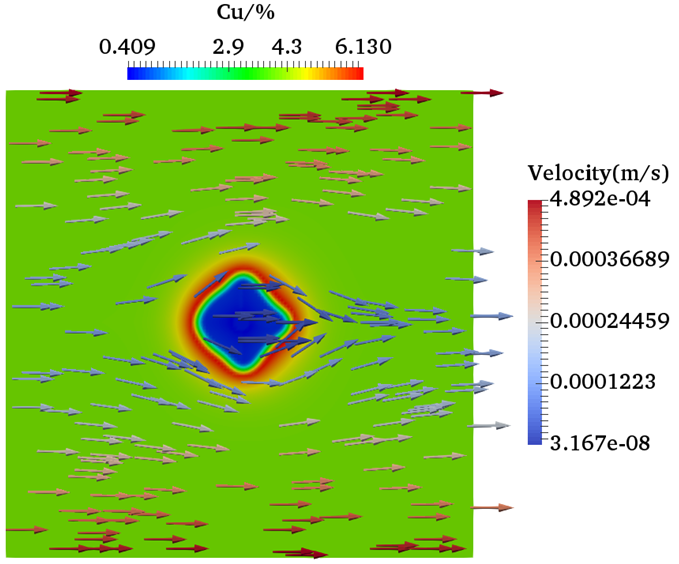 Cu/%
0.409 2.9 4.3 6.130
Velocity(m/s)
4.892e-04
0.00036689
0.00024459
0.0001223
3.167e-08